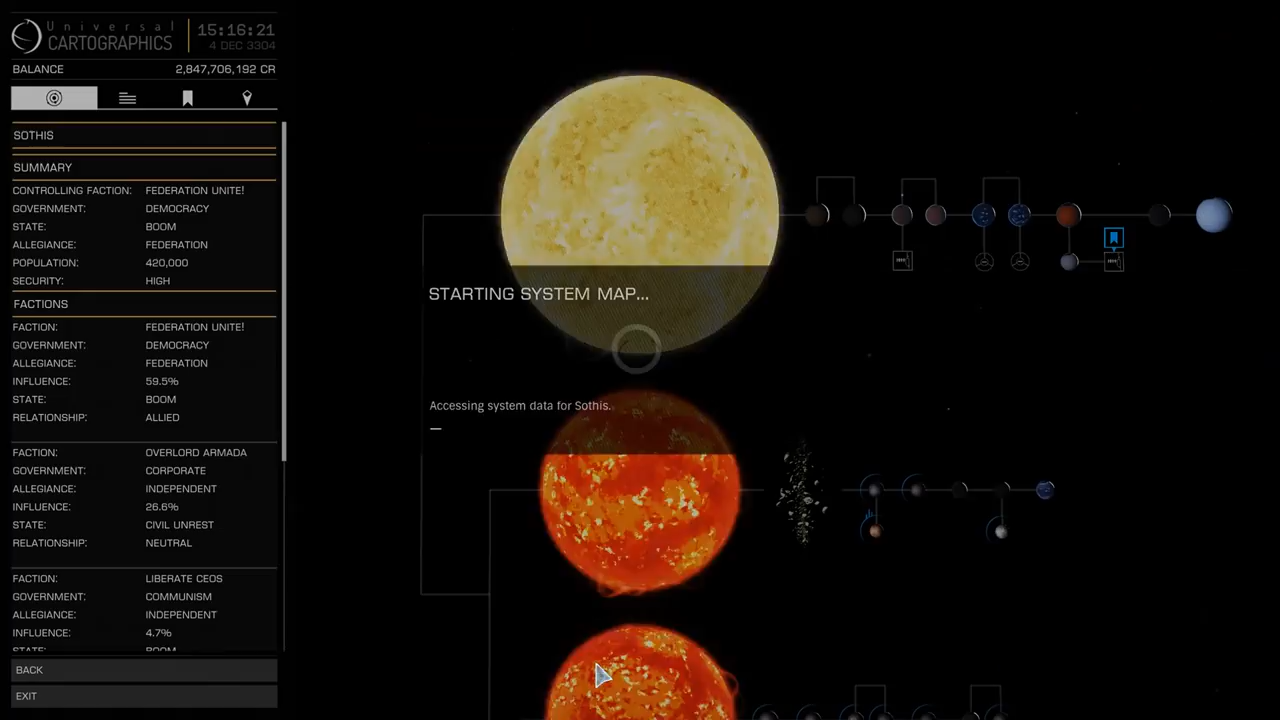 Universal
CARTOGRAPHICS
15:16:21
4 DEC 3304
BALANCE 2,847,706,192 CR
SOTHIS
SUMMARY
CONTROLLING FACTION: FEDERATION UNITE!
GOVERNMENT: DEMOCRACY
STATE: BOOM
ALLEGIANCE: FEDERATION
POPULATION: 420,000
SECURITY: HIGH
FACTIONS
FACTION: FEDERATION UNITE!
GOVERNMENT: DEMOCRACY
ALLEGIANCE: FEDERATION
INFLUENCE: 59.5%
STATE: BOOM
RELATIONSHIP: ALLIED
FACTION: OVERLORD ARMADA
GOVERNMENT: CORPORATE
ALLEGIANCE: INDEPENDENT
INFLUENCE: 26.6%
STATE: CIVIL UNREST
RELATIONSHIP: NEUTRAL
FACTION: LIBERATE CEOS
GOVERNMENT: COMMUNISM
ALLEGIANCE: INDEPENDENT
INFLUENCE: 4.7%
STATE: BOOM
BACK
EXIT
STARTING SYSTEM MAP...
Accessing system data for Sothis.